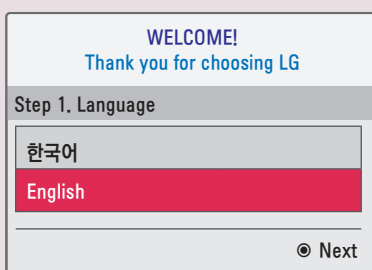 WELCOME!
Thank you for choosing LG
Step 1. Language
한국어
English
◉ Next